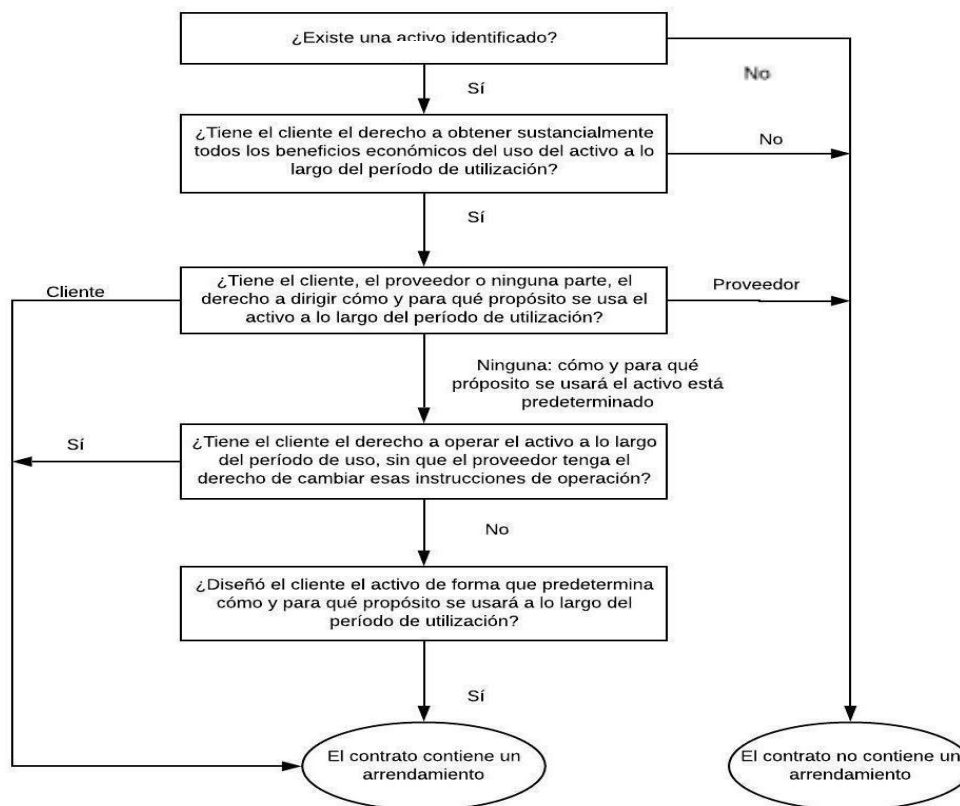 ¿Existe una activo identificado?
No
Sí
¿Tiene el cliente el derecho a obtener sustancialmente
todos los beneficios económicos del uso del activo a lo
largo del período de utilización?
No
Sí
Cliente
¿Tiene el cliente, el proveedor o ninguna parte, el
derecho a dirigir cómo y para qué propósito se usa el
activo a lo largo del período de utilización?
Proveedor
Ninguna: cómo y para qué
próposito se usará el activo está
predeterminado
Sí
¿Tiene el cliente el derecho a operar el activo a lo largo
del período de uso, sin que el proveedor tenga el
derecho de cambiar esas instrucciones de operación?
No
¿Diseñó el cliente el activo de forma que predetermina
cómo y para qué propósito se usará a lo largo del
período de utilización?
Sí
El contrato contiene un
arrendamiento
El contrato no contiene un
arrendamiento